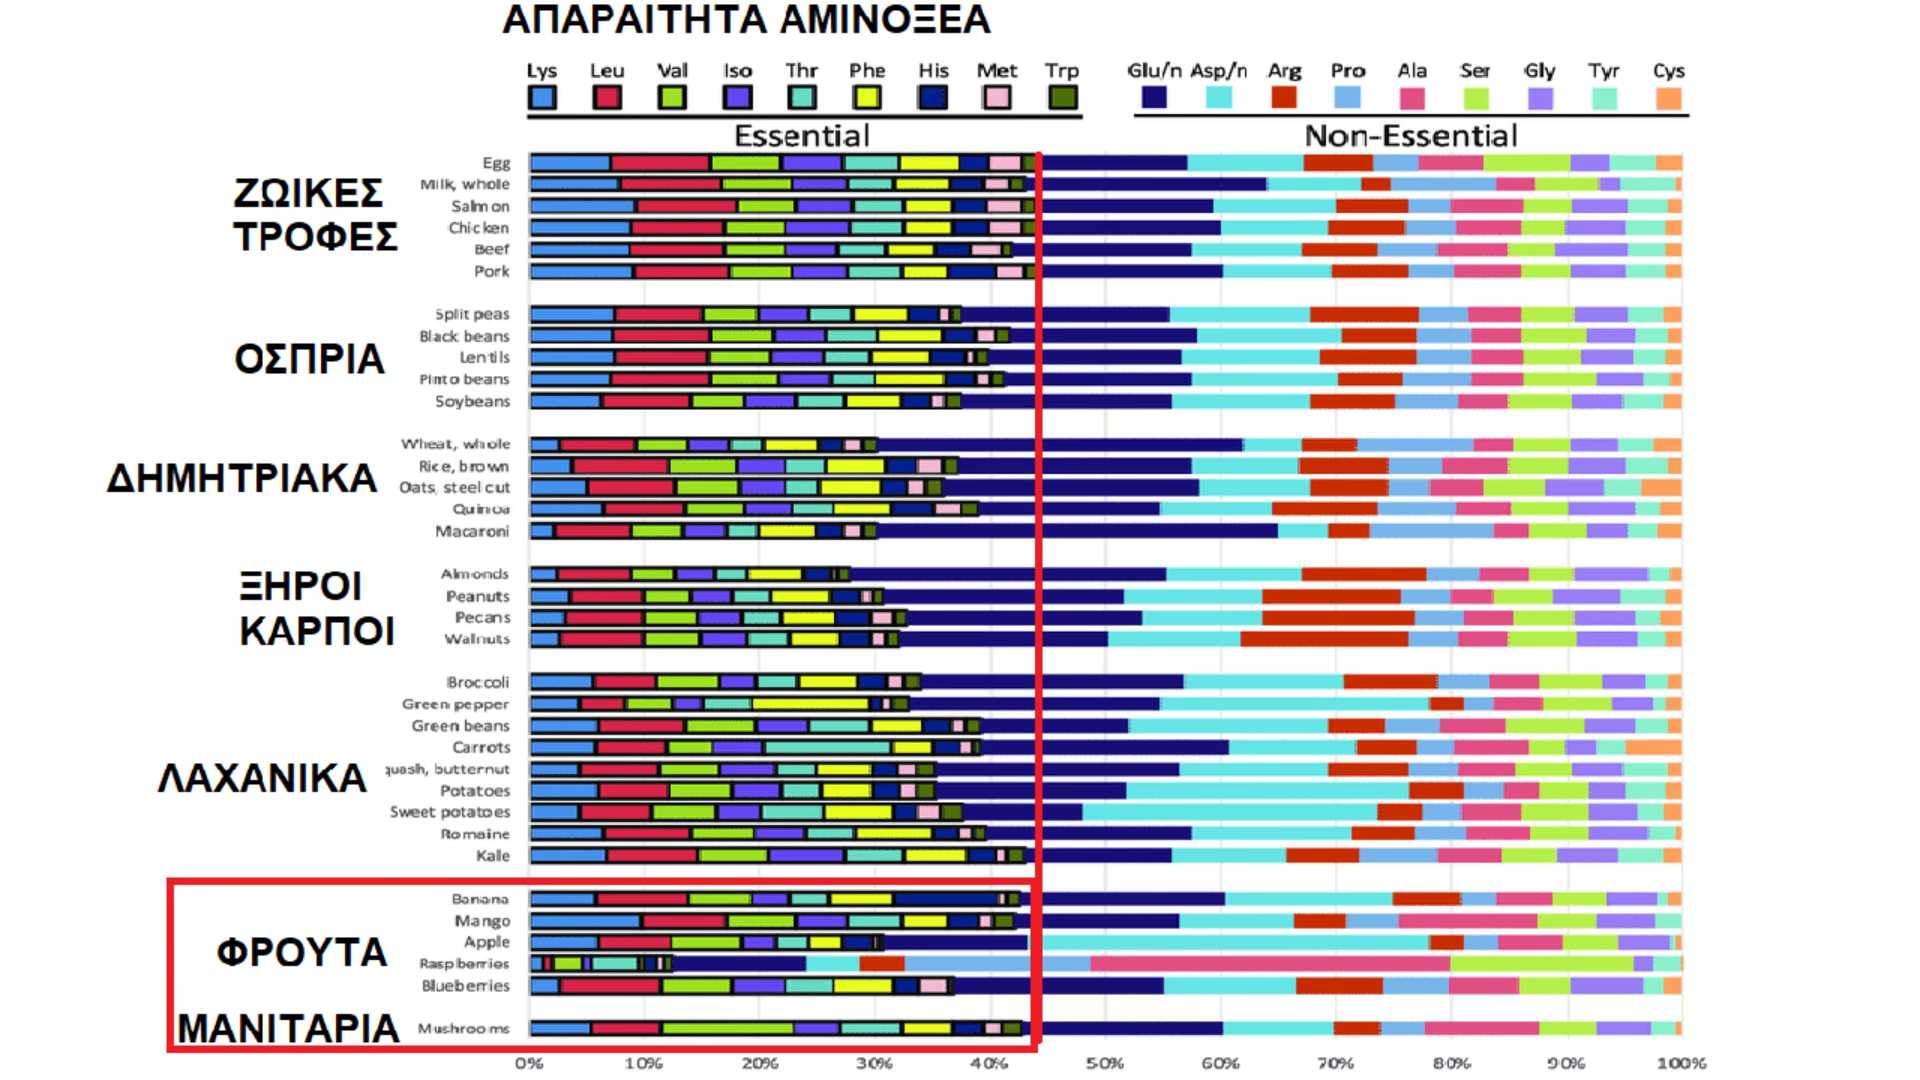 ΑΠΑΡΑΙΤΗΤΑ ΑΜΙΝΟΞΕΑ
Lys Leu Val Iso Thr Phe His Met Trp Glu/n Asp/n Arg Pro Ala Ser Gly Tyr Cys
Essential Non-Essential
ΖΩΙΚΕΣ ΤΡΟΦΕΣ
Egg
Milk, whole
Salmon
Chicken
Beef
Pork
ΟΣΠΡΙΑ
Split peas
Black beans
Lentils
Pinto beans
Soybeans
ΔΗΜΗΤΡΙΑΚΑ
Wheat, whole
Rice, brown
Oats, steel cut
Quinoa
Macaroni
ΞΗΡΟΙ ΚΑΡΠΟΙ
Almonds
Peanuts
Pecans
Walnuts
ΛΑΧΑΝΙΚΑ
Broccoli
Green pepper
Green beans
Carrots
quash, butternut
Potatoes
Sweet potatoes
Romaine
Kale
ΦΡΟΥΤΑ
Banana
Mango
Apple
Raspberries
Blueberries
ΜΑΝΙΤΑΡΙΑ
Mushrooms
0% 10% 20% 30% 40% 50% 60% 70% 80% 90% 100%